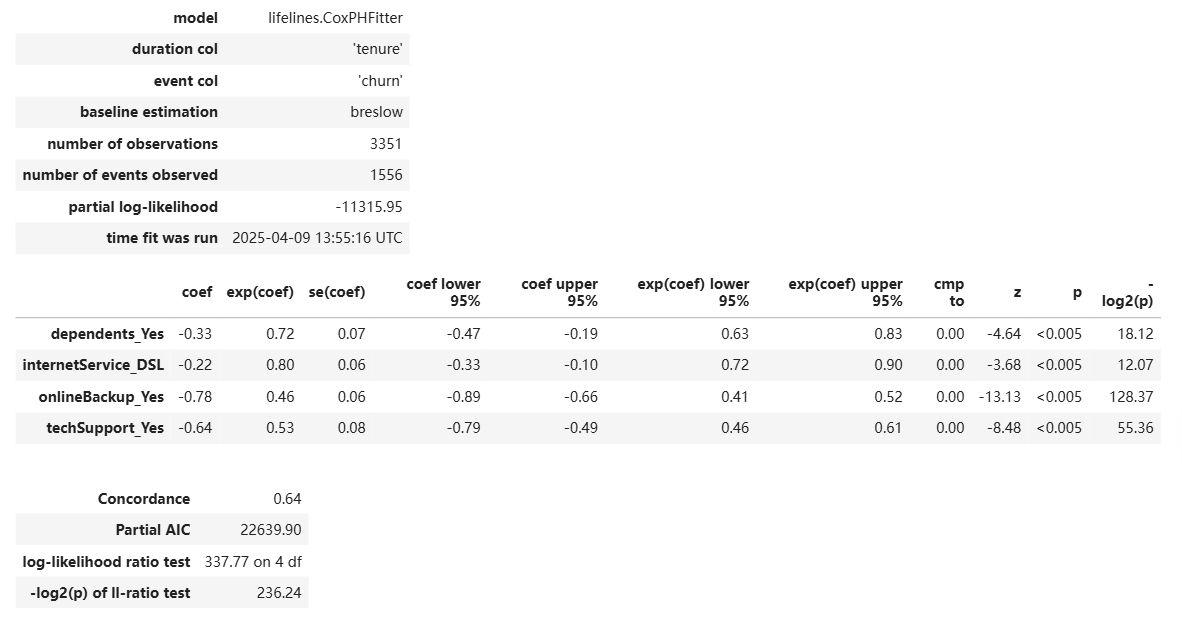 model lifelines.CoxPHFitter
duration col 'tenure'
event col 'churn'
baseline estimation breslow
number of observations 3351
number of events observed 1556
partial log-likelihood -11315.95
time fit was run 2025-04-09 13:55:16 UTC
coef exp(coef) se(coef) coef lower 95% coef upper 95% exp(coef) lower 95% exp(coef) upper 95% cmp to z p -log2(p)
dependents_Yes -0.33 0.72 0.07 -0.47 -0.19 0.63 0.83 0.00 -4.64 <0.005 18.12
internetService_DSL -0.22 0.80 0.06 -0.33 -0.10 0.72 0.90 0.00 -3.68 <0.005 12.07
onlineBackup_Yes -0.78 0.46 0.06 -0.89 -0.66 0.41 0.52 0.00 -13.13 <0.005 128.37
techSupport_Yes -0.64 0.53 0.08 -0.79 -0.49 0.46 0.61 0.00 -8.48 <0.005 55.36
Concordance 0.64
Partial AIC 22639.90
log-likelihood ratio test 337.77 on 4 df
-log2(p) of ll-ratio test 236.24